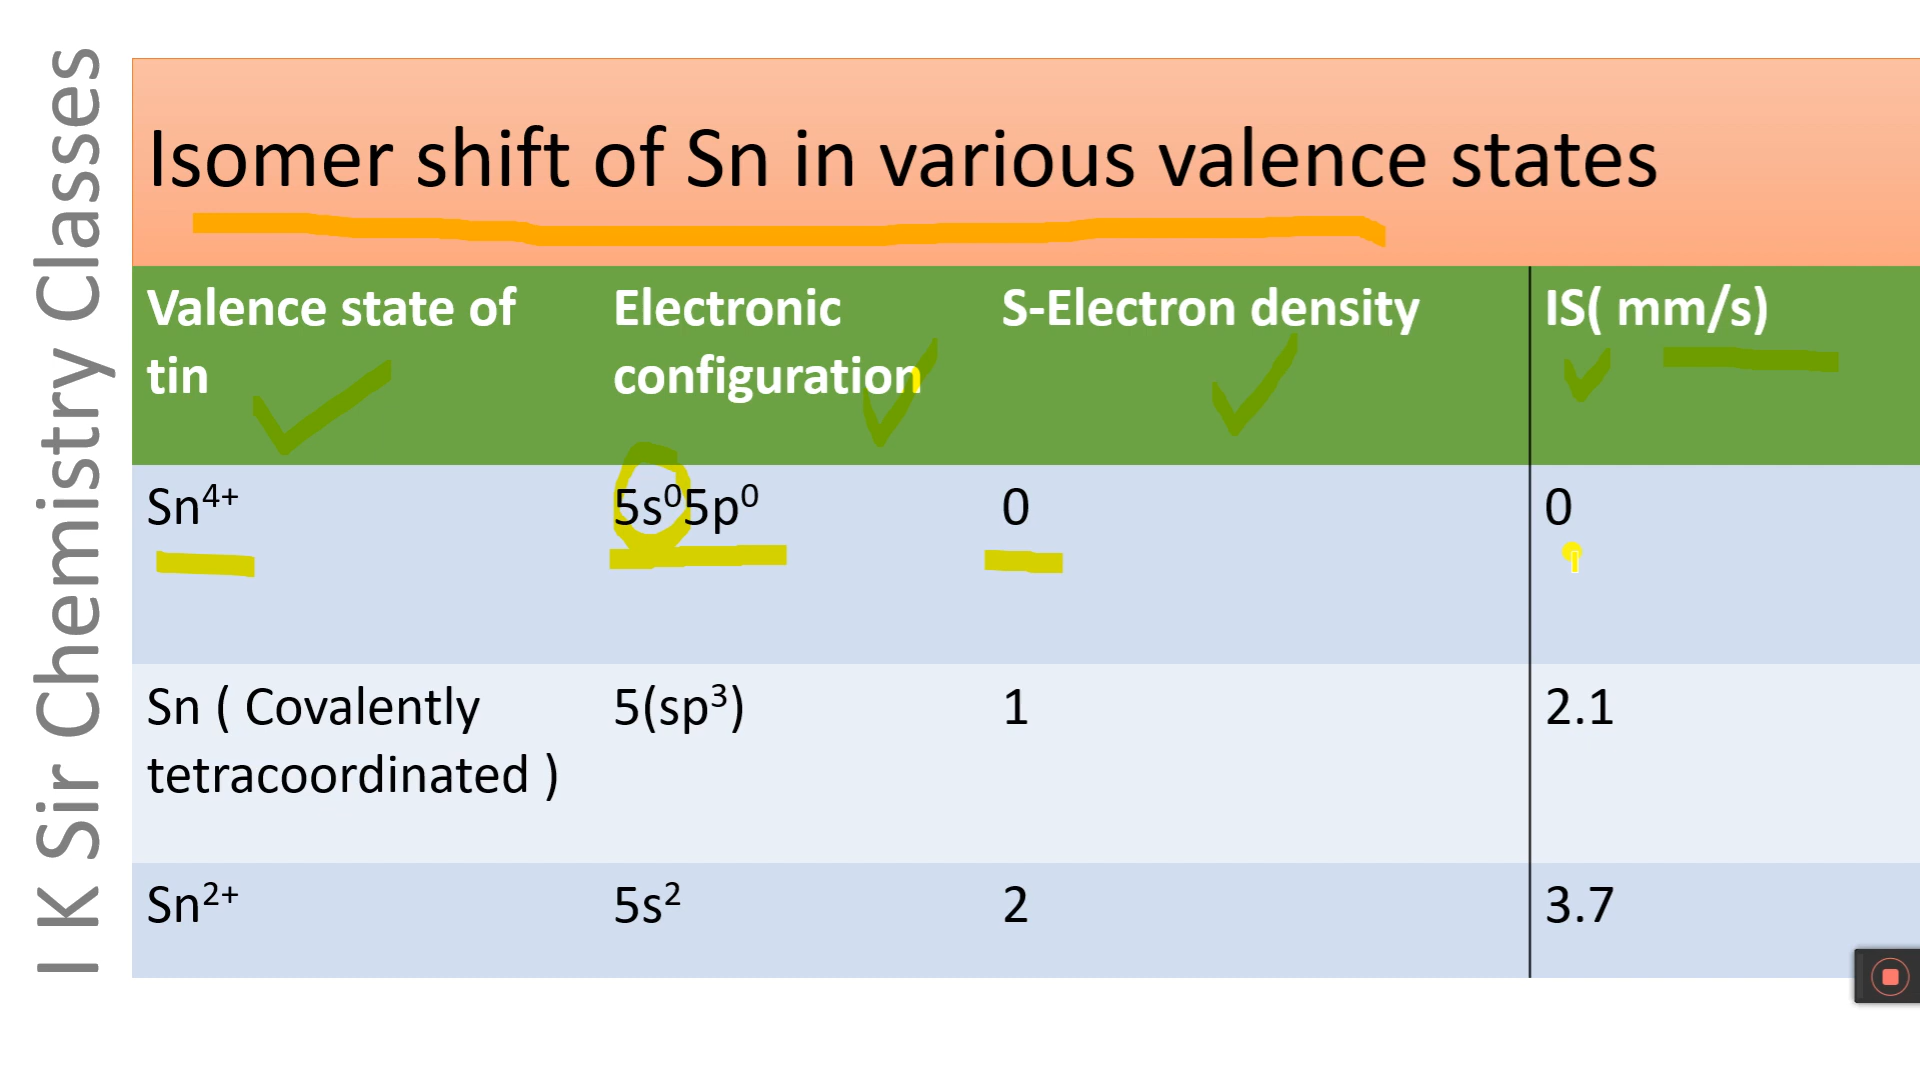 I K Sir Chemistry Classes
Isomer shift of Sn in various valence states
Valence state of
tin
Electronic
configuration
S-Electron density
IS( mm/s)
Sn⁴⁺
5s⁰5p⁰
0
0
Sn ( Covalently
tetracoordinated )
5(sp³)
1
2.1
Sn²⁺
5s²
2
3.7